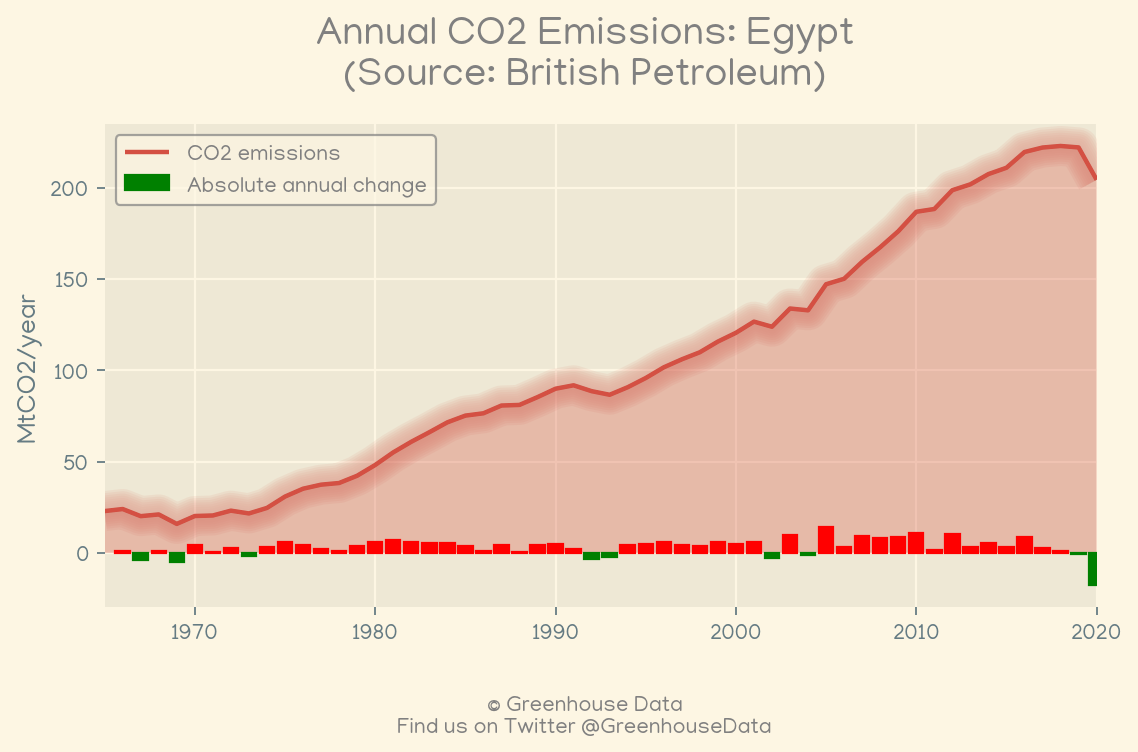 Annual CO2 Emissions: Egypt
(Source: British Petroleum)
CO2 emissions
Absolute annual change
MtCO2/year
200
150
100
50
0
1970 1980 1990 2000 2010 2020
© Greenhouse Data
Find us on Twitter @GreenhouseData